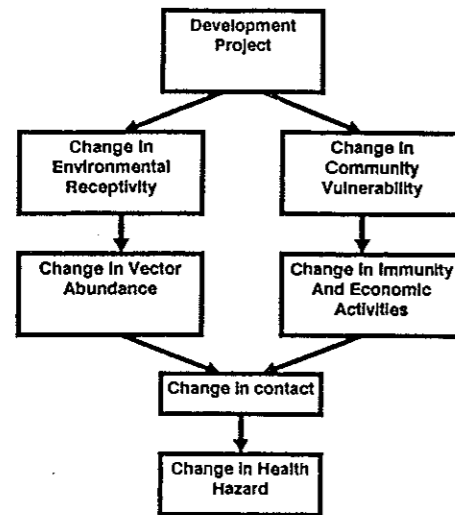 Development
Project
Change in
Environmental
Receptivity
Change in
Community
Vulnerability
Change in Vector
Abundance
Change in Immunity
And Economic
Activities
Change in contact
Change in Health
Hazard